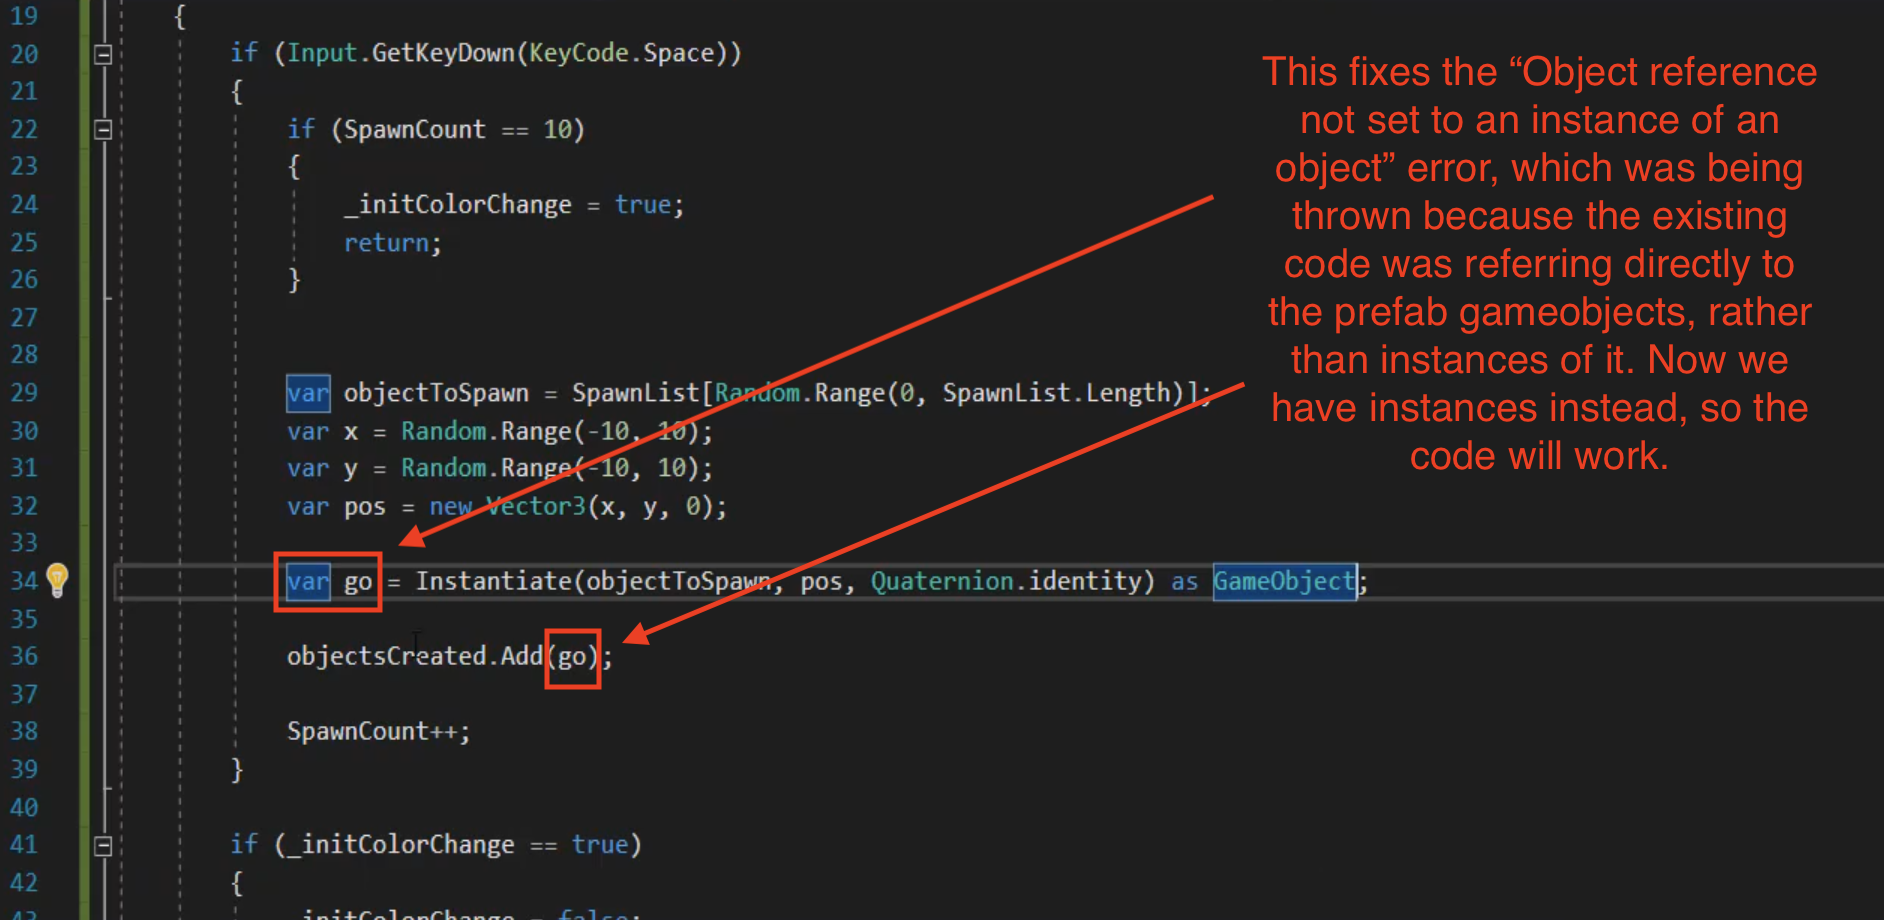 19 {
20 if (Input.GetKeyDown(KeyCode.Space))
21 {
22 if (SpawnCount == 10)
23 {
24 _initColorChange = true;
25 return;
26 }
27
28
29 var objectToSpawn = SpawnList[Random.Range(0, SpawnList.Length)];
30 var x = Random.Range(-10, 10);
31 var y = Random.Range(-10, 10);
32 var pos = new Vector3(x, y, 0);
33
34 var go = Instantiate(objectToSpawn, pos, Quaternion.identity) as GameObject;
35
36 objectsCreated.Add(go);
37
38 SpawnCount++;
39 }
40
41 if (_initColorChange == true)
42 {
43 _initColorChange = false;
This fixes the “Object reference
not set to an instance of an
object” error, which was being
thrown because the existing
code was referring directly to
the prefab gameobjects, rather
than instances of it. Now we
have instances instead, so the
code will work.